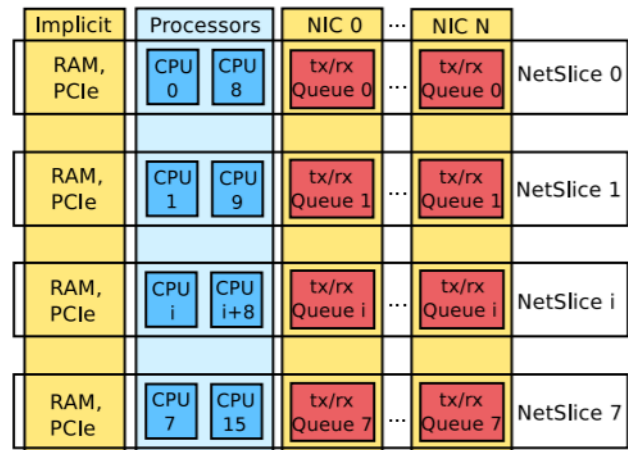 Implicit Processors NIC 0 ... NIC N
RAM, CPU CPU tx/rx tx/rx
PCIe 0 8 Queue 0 ... Queue 0 NetSlice 0
RAM, CPU CPU tx/rx tx/rx
PCIe 1 9 Queue 1 ... Queue 1 NetSlice 1
RAM, CPU CPU tx/rx tx/rx
PCIe i i+8 Queue i ... Queue i NetSlice i
RAM, CPU CPU tx/rx tx/rx
PCIe 7 15 Queue 7 ... Queue 7 NetSlice 7